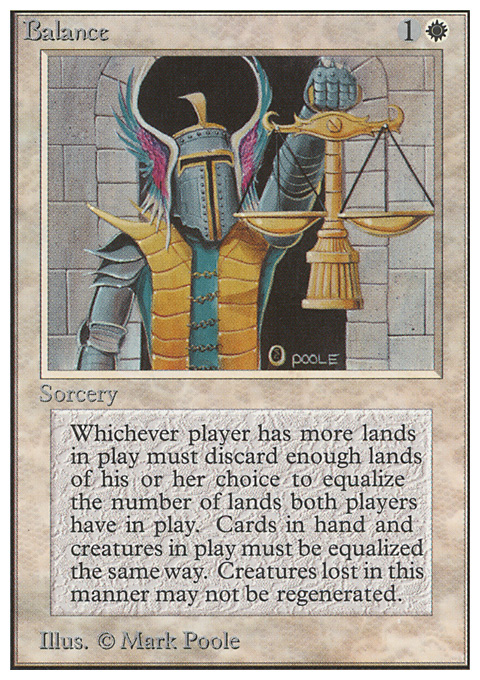 Balance 1
POOLE
Sorcery
Whichever player has more lands
in play must discard enough lands
of his or her choice to equalize
the number of lands both players
have in play. Cards in hand and
creatures in play must be equalized
the same way. Creatures lost in this
manner may not be regenerated.
Illus. © Mark Poole